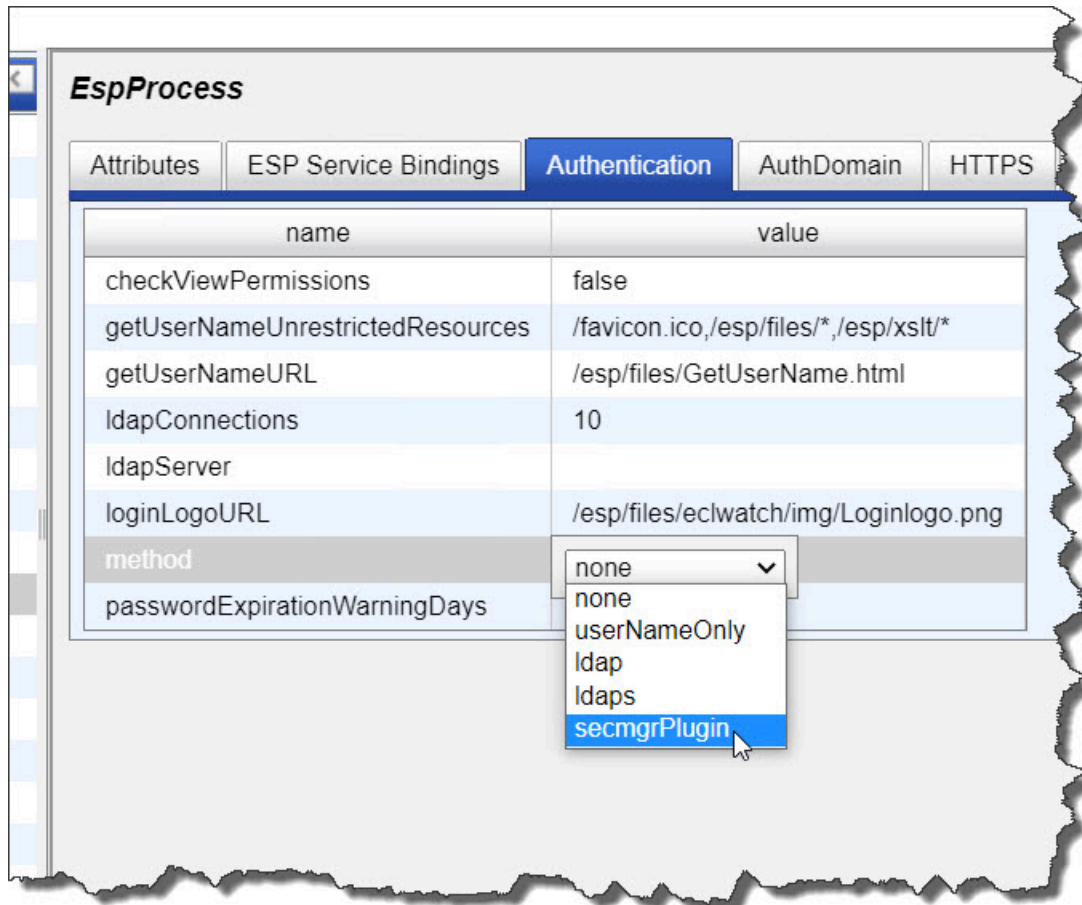 EspProcess
Attributes ESP Service Bindings Authentication AuthDomain HTTPS
name value
checkViewPermissions false
getUserNameUnrestrictedResources /favicon.ico,/esp/files/*,/esp/xslt/*
getUserNameURL /esp/files/GetUserName.html
ldapConnections 10
ldapServer
loginLogoURL /esp/files/eclwatch/img/Loginlogo.png
method none
passwordExpirationWarningDays
none
userNameOnly
ldap
ldaps
secmgrPlugin